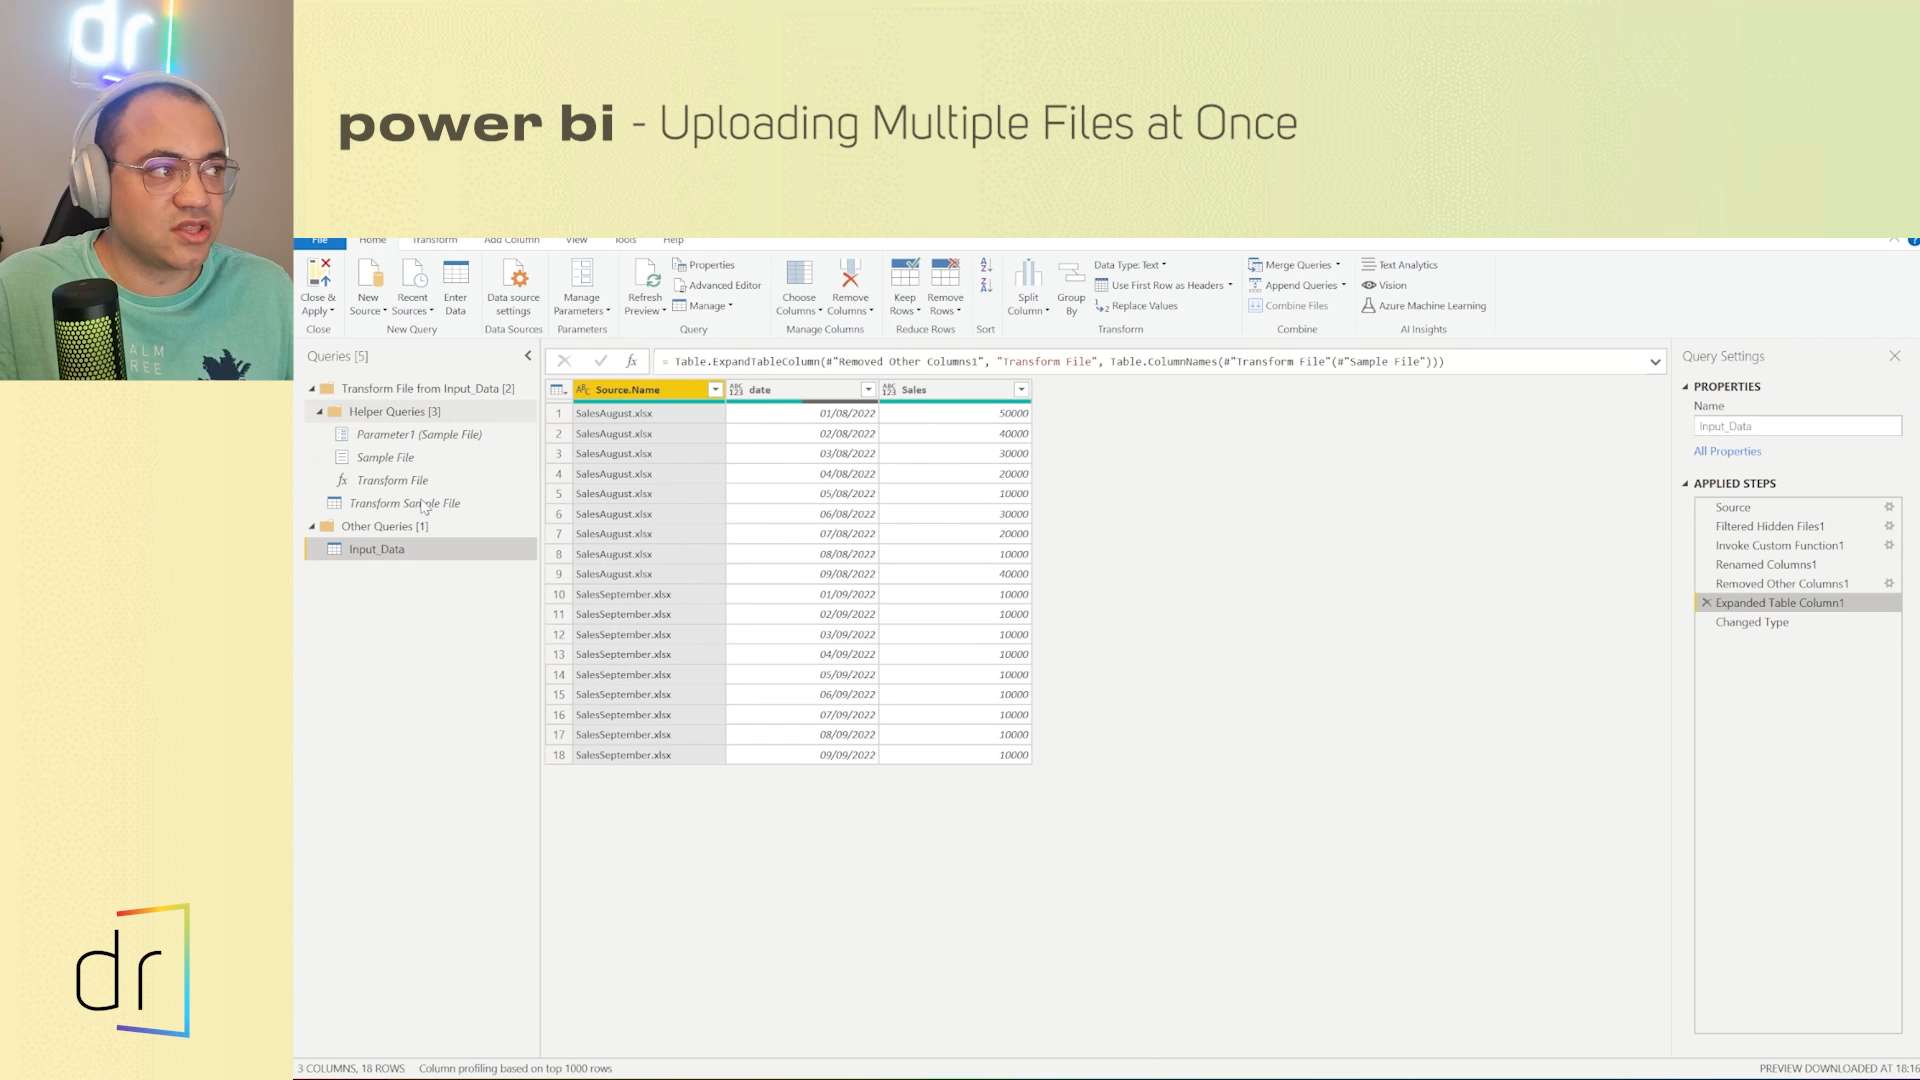 dr
power bi - Uploading Multiple Files at Once
ALM
REE
File Home Transform Add Column View Tools Help
Close & Apply
New Source
Recent Sources
Enter Data
Data source settings
Manage Parameters
Refresh Preview
Properties
Advanced Editor
Manage
Choose Columns
Remove Columns
Keep Rows
Remove Rows
Split Column
Group By
Data Type: Text
Use First Row as Headers
Replace Values
Merge Queries
Append Queries
Combine Files
Text Analytics
Vision
Azure Machine Learning
Close New Query Data Sources Parameters Query Manage Columns Reduce Rows Sort Transform Combine AI Insights
Queries [5]
Transform File from Input_Data [2]
Helper Queries [3]
Parameter1 (Sample File)
Sample File
fx Transform File
Transform Sample File
Other Queries [1]
Input_Data
fx = Table.ExpandTableColumn(#"Removed Other Columns1", "Transform File", Table.ColumnNames(#"Transform File"(#"Sample File")))
ABC Source.Name ABC 123 date ABC 123 Sales
1 SalesAugust.xlsx 01/08/2022 50000
2 SalesAugust.xlsx 02/08/2022 40000
3 SalesAugust.xlsx 03/08/2022 30000
4 SalesAugust.xlsx 04/08/2022 20000
5 SalesAugust.xlsx 05/08/2022 10000
6 SalesAugust.xlsx 06/08/2022 30000
7 SalesAugust.xlsx 07/08/2022 20000
8 SalesAugust.xlsx 08/08/2022 10000
9 SalesAugust.xlsx 09/08/2022 40000
10 SalesSeptember.xlsx 01/09/2022 10000
11 SalesSeptember.xlsx 02/09/2022 10000
12 SalesSeptember.xlsx 03/09/2022 10000
13 SalesSeptember.xlsx 04/09/2022 10000
14 SalesSeptember.xlsx 05/09/2022 10000
15 SalesSeptember.xlsx 06/09/2022 10000
16 SalesSeptember.xlsx 07/09/2022 10000
17 SalesSeptember.xlsx 08/09/2022 10000
18 SalesSeptember.xlsx 09/09/2022 10000
Query Settings
PROPERTIES
Name
Input_Data
All Properties
APPLIED STEPS
Source
Filtered Hidden Files1
Invoke Custom Function1
Renamed Columns1
Removed Other Columns1
Expanded Table Column1
Changed Type
dr
3 COLUMNS, 18 ROWS Column profiling based on top 1000 rows
PREVIEW DOWNLOADED AT 18:16